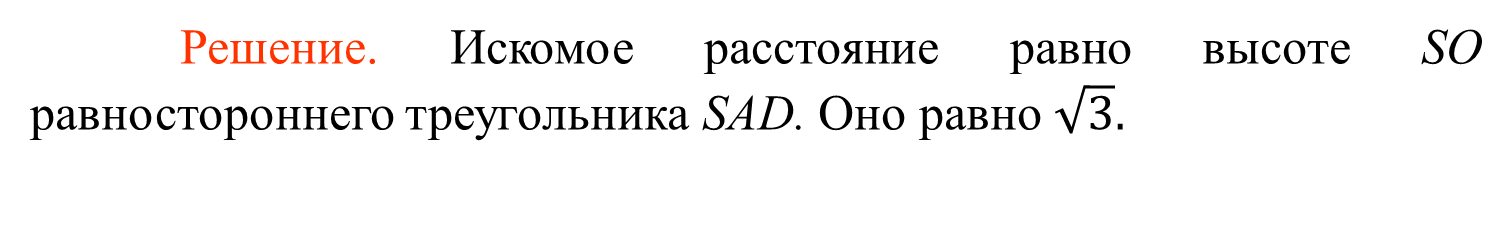 Решение. Искомое расстояние равно высоте SO
равностороннего треугольника SAD. Оно равно √3.